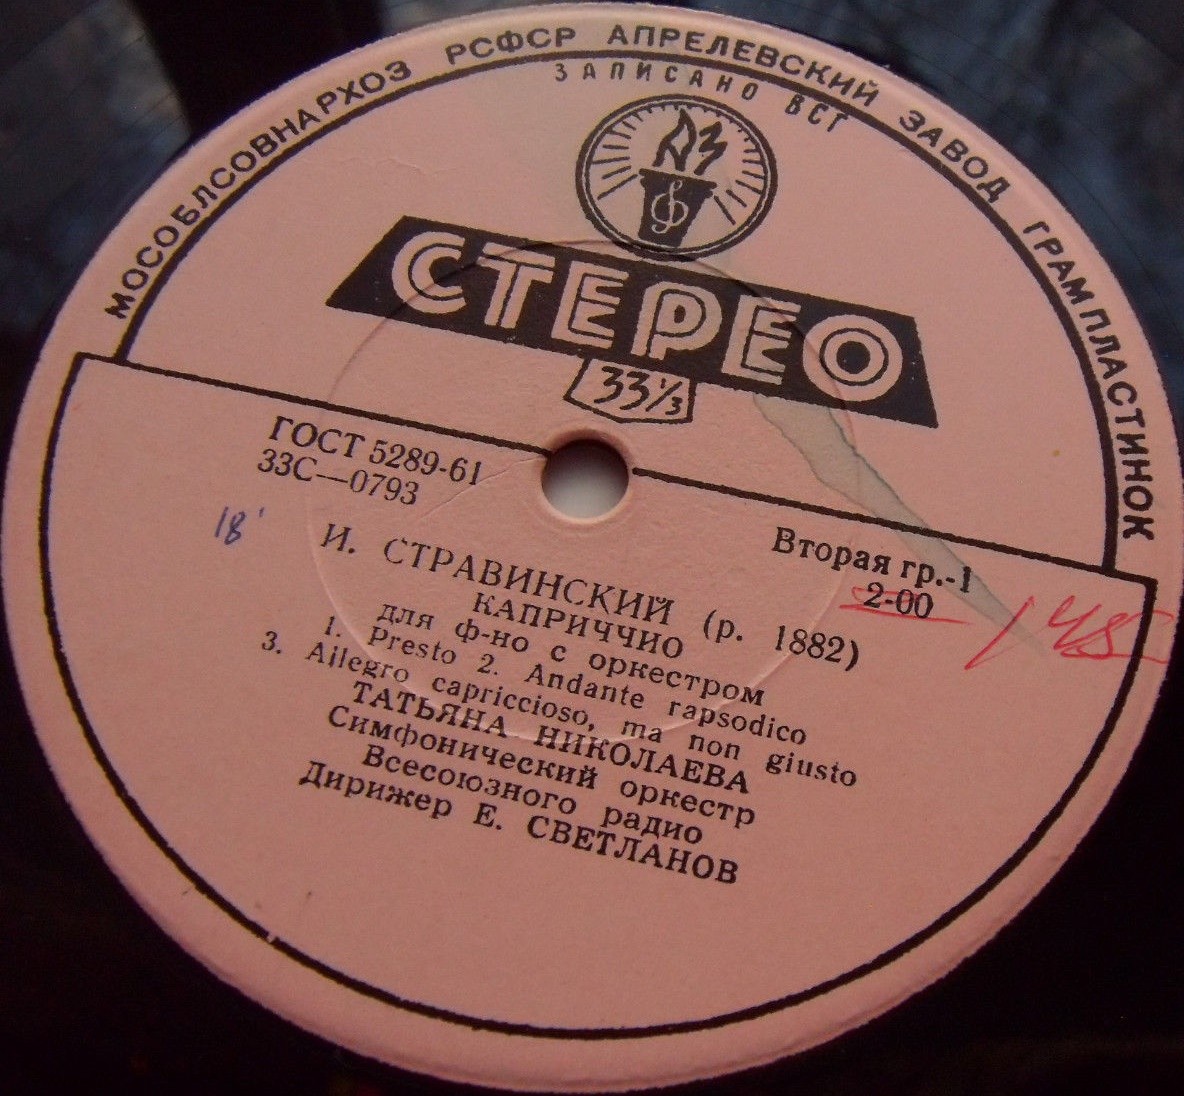 МОСОБЛСОВНАРХОЗ РСФСР АПРЕЛЕВСКИЙ ЗАВОД ГРАМПЛАСТИНОК
ЗАПИСАНО ВСГ
СТЕРЕО
33⅓
ГОСТ 5289-61
33С—0793
Вторая гр.-1
2-00
18'
И. СТРАВИНСКИЙ (р. 1882)
КАПРИЧЧИО
для ф-но с оркестром
1. Presto 2. Andante rapsodico
3. Allegro capriccioso, ma non giusto
ТАТЬЯНА НИКОЛАЕВА
Симфонический оркестр
Всесоюзного радио
Дирижер Е. СВЕТЛАНОВ